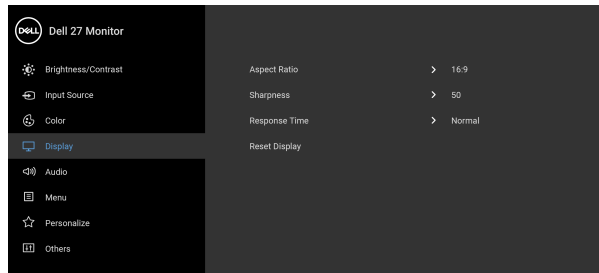 DELL Dell 27 Monitor
Brightness/Contrast
Input Source
Color
Display
Audio
Menu
Personalize
Others
Aspect Ratio 16:9
Sharpness 50
Response Time Normal
Reset Display